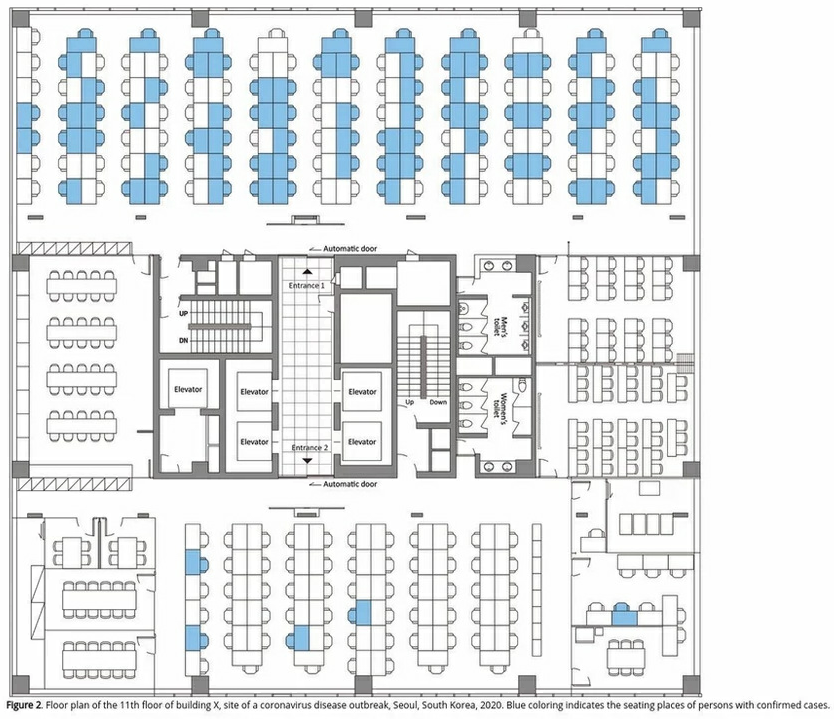 Automatic door
Entrance 1
UP
DN
Men's
toilet
Elevator
Elevator
Elevator
Up Down
Women's
toilet
Elevator
Entrance 2
Elevator
Automatic door
Figure 2. Floor plan of the 11th floor of building X, site of a coronavirus disease outbreak, Seoul, South Korea, 2020. Blue coloring indicates the seating places of persons with confirmed cases.